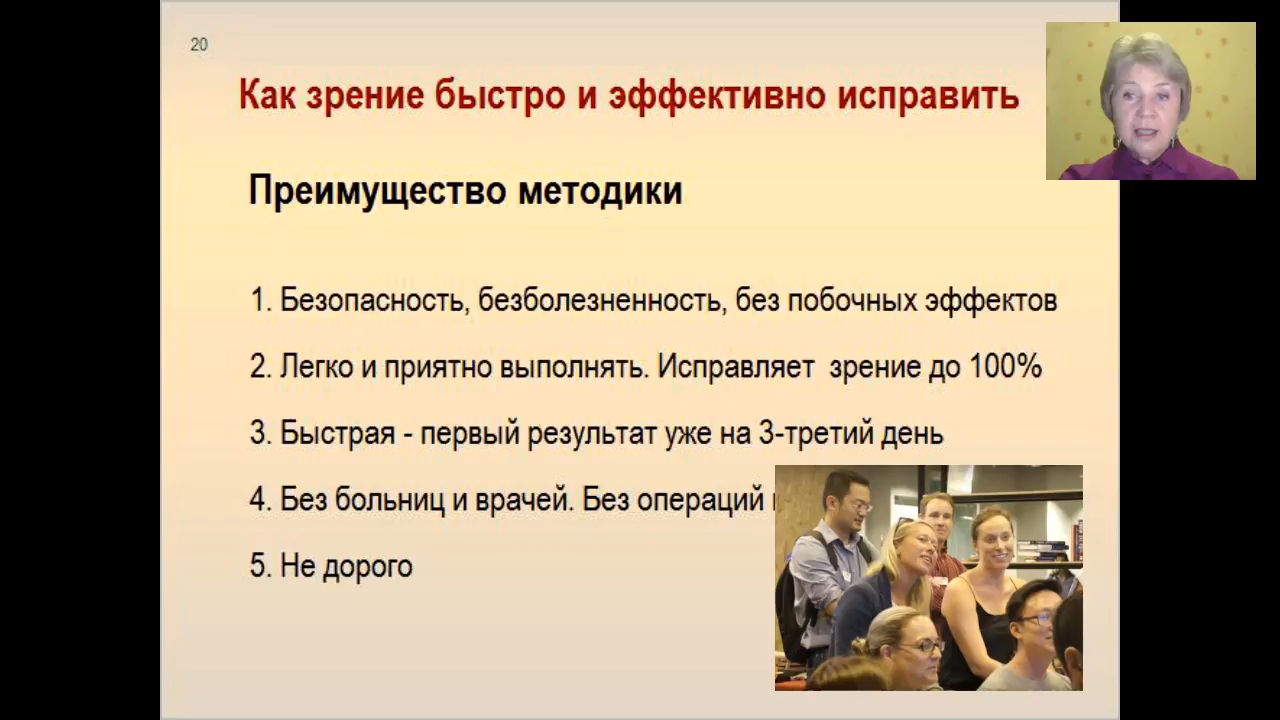 20
Как зрение быстро и эффективно исправить
Преимущество методики
1. Безопасность, безболезненность, без побочных эффектов
2. Легко и приятно выполнять. Исправляет зрение до 100%
3. Быстрая - первый результат уже на 3-третий день
4. Без больниц и врачей. Без операций
5. Не дорого